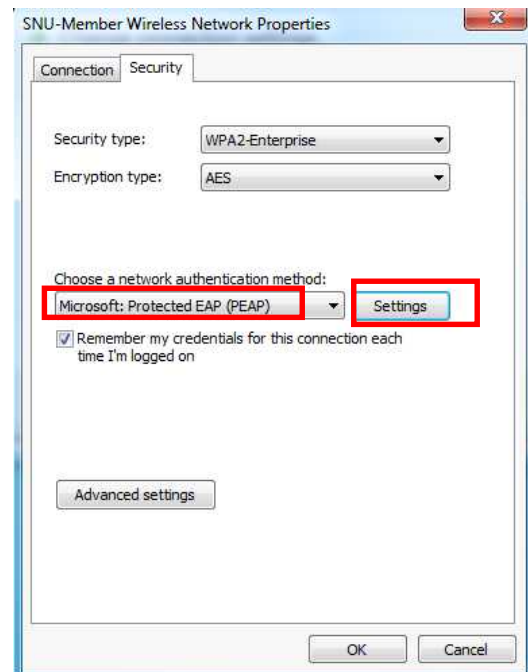 SNU-Member Wireless Network Properties
Connection Security
Security type: WPA2-Enterprise
Encryption type: AES
Choose a network authentication method:
Microsoft: Protected EAP (PEAP) Settings
Remember my credentials for this connection each
time I'm logged on
Advanced settings
OK Cancel